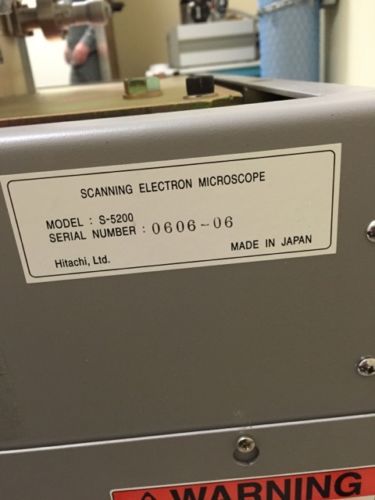 SCANNING ELECTRON MICROSCOPE
MODEL : S-5200
SERIAL NUMBER : 0606-06
MADE IN JAPAN
Hitachi, Ltd.
WARNING